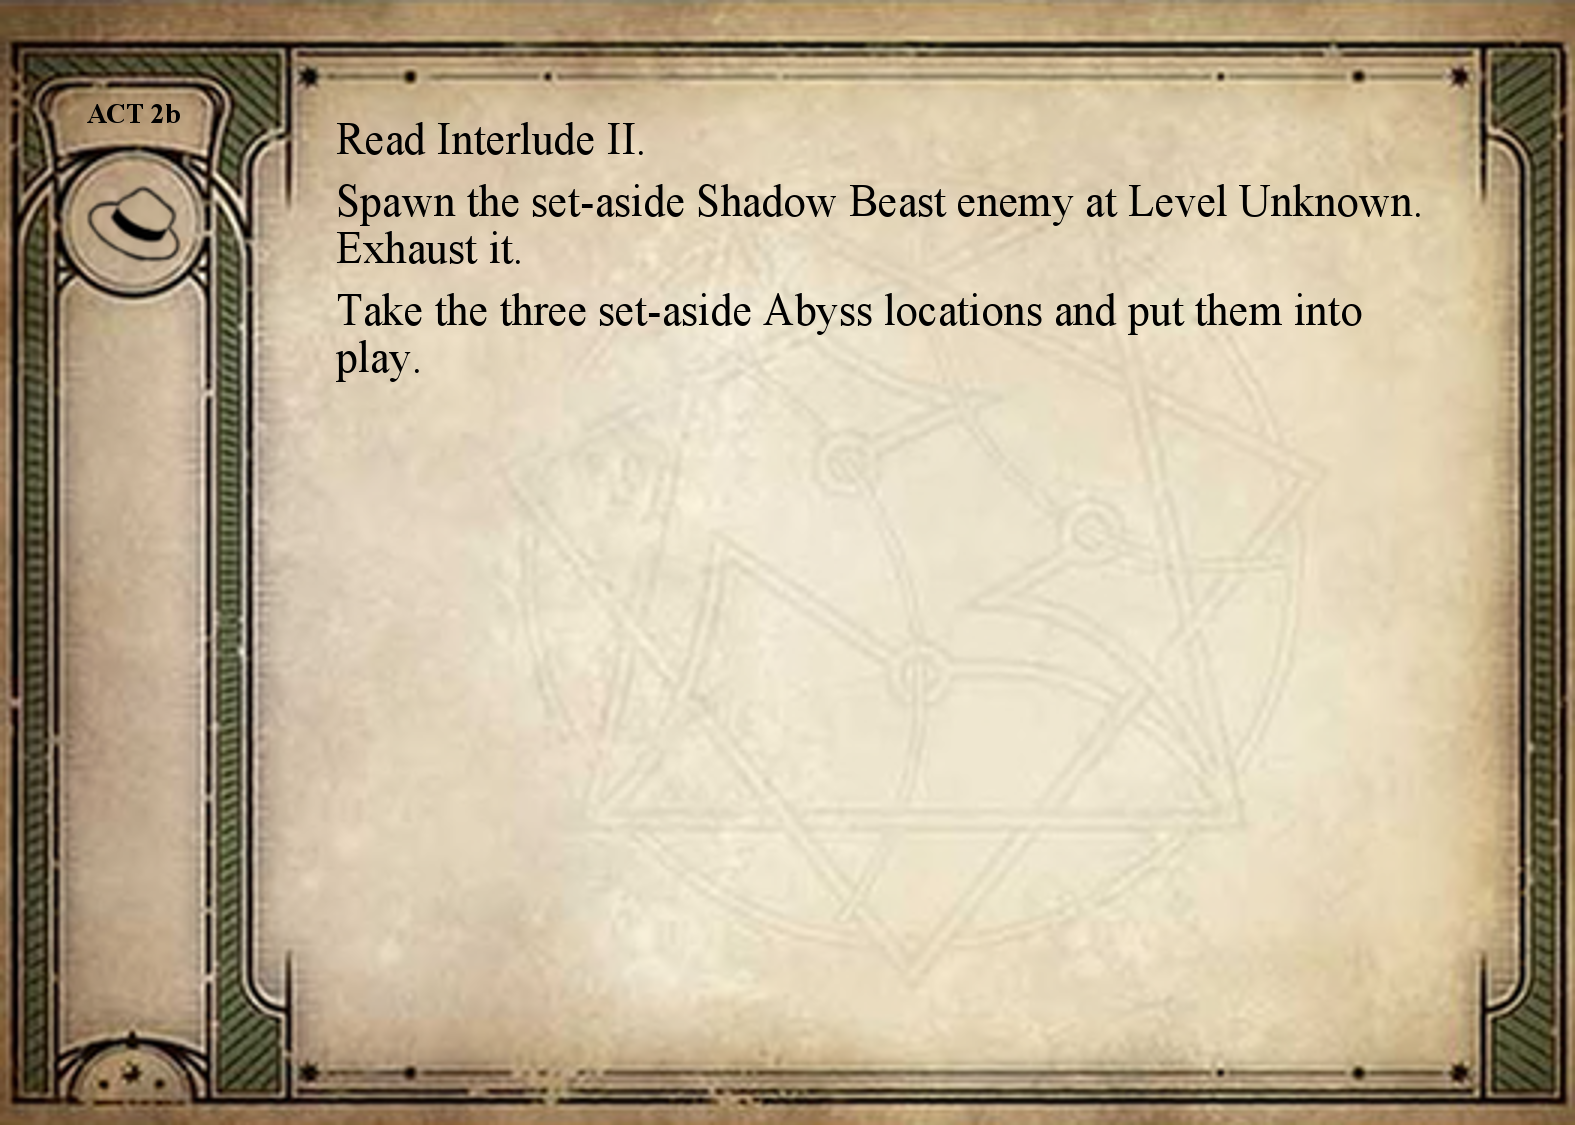 ACT 2b
Read Interlude II.
Spawn the set-aside Shadow Beast enemy at Level Unknown.
Exhaust it.
Take the three set-aside Abyss locations and put them into
play.